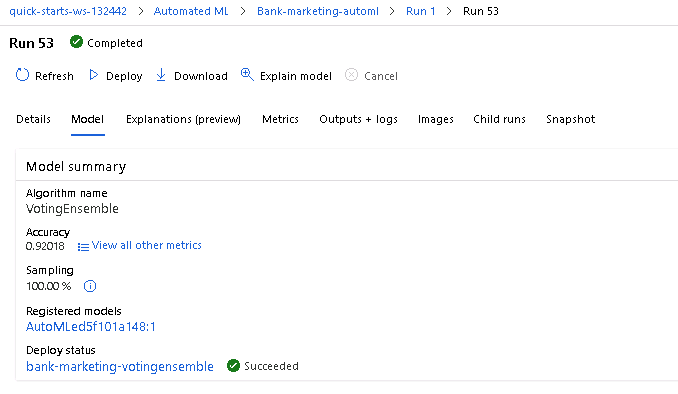 quick-starts-ws-132442 > Automated ML > Bank-marketing-automl > Run 1 > Run 53
Run 53 Completed
Refresh Deploy Download Explain model Cancel
Details Model Explanations (preview) Metrics Outputs + logs Images Child runs Snapshot
Model summary
Algorithm name
VotingEnsemble
Accuracy
0.92018 View all other metrics
Sampling
100.00 %
Registered models
AutoMLed5f101a148:1
Deploy status
bank-marketing-votingensemble Succeeded